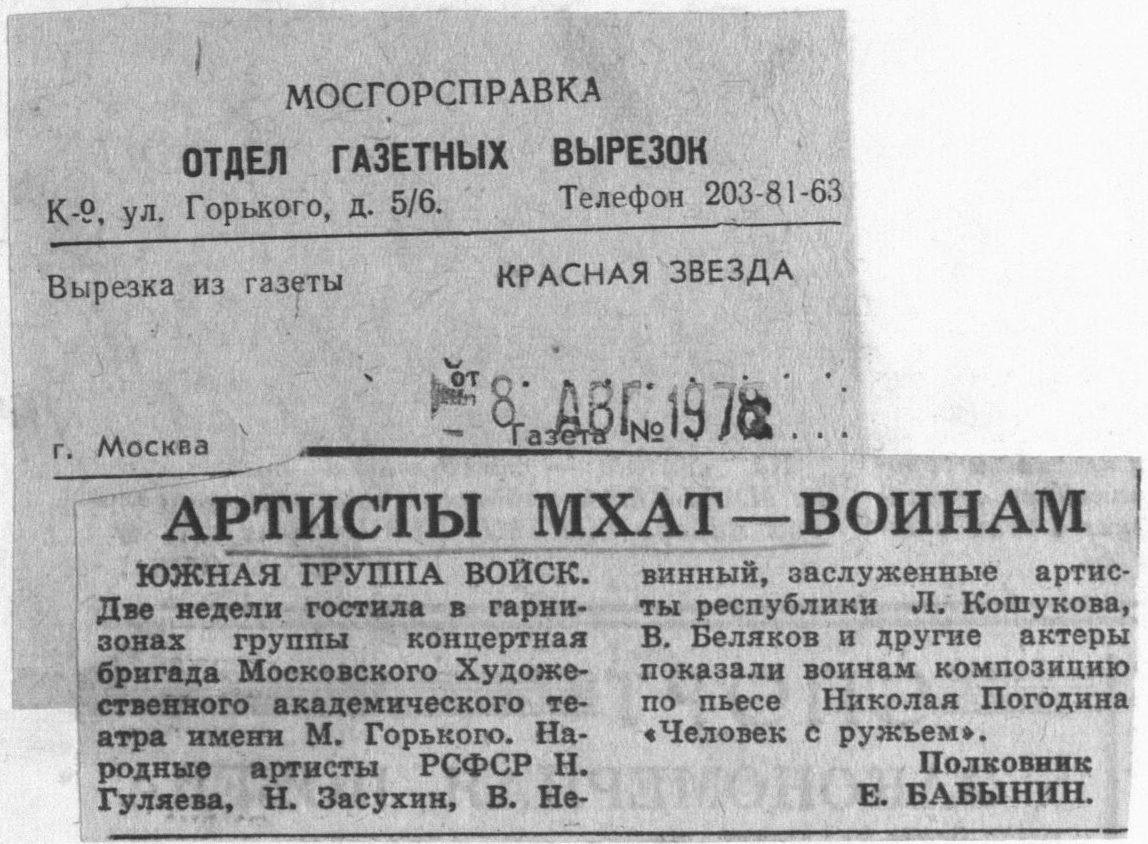 МОСГОРСПРАВКА
ОТДЕЛ ГАЗЕТНЫХ ВЫРЕЗОК
К-9, ул. Горького, д. 5/6. Телефон 203-81-63
Вырезка из газеты КРАСНАЯ ЗВЕЗДА
от
8 АВГ 1978
г. Москва Газета №
АРТИСТЫ МХАТ — ВОИНАМ
ЮЖНАЯ ГРУППА ВОЙСК.
Две недели гостила в гарни-
зонах группы концертная
бригада Московского Художе-
ственного академического те-
атра имени М. Горького. На-
родные артисты РСФСР Н.
Гуляева, Н. Засухин, В. Не-
винный, заслуженные артис-
ты республики Л. Кошукова,
В. Беляков и другие актеры
показали воинам композицию
по пьесе Николая Погодина
«Человек с ружьем».
Полковник
Е. БАБЫНИН.